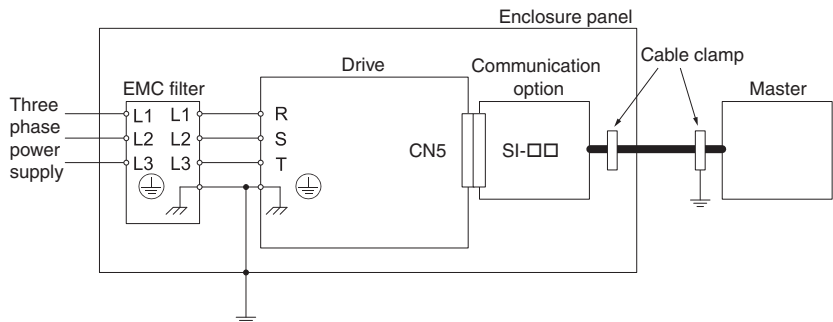 Enclosure panel
Drive
Communication
option
Cable clamp
Master
EMC filter
Three
phase
power
supply
L1 L1
L2 L2
L3 L3
R
S
T
CN5
SI-□□